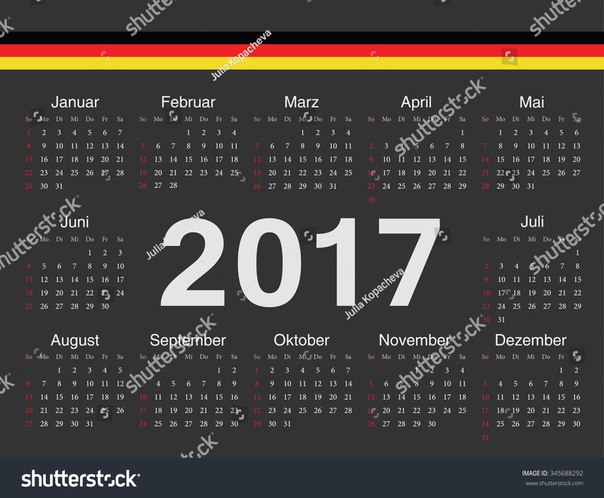 Januar
So Mo Di Mi Do Fr Sa
1 2 3 4 5 6 7
8 9 10 11 12 13 14
15 16 17 18 19 20 21
22 23 24 25 26 27 28
29 30 31
Februar
So Mo Di Mi Do Fr Sa
1 2 3 4
5 6 7 8 9 10 11
12 13 14 15 16 17 18
19 20 21 22 23 24 25
26 27 28
Marz
So Mo Di Mi Do Fr Sa
1 2 3 4
5 6 7 8 9 10 11
12 13 14 15 16 17 18
19 20 21 22 23 24 25
26 27 28 29 30 31
April
So Mo Di Mi Do Fr Sa
1
2 3 4 5 6 7 8
9 10 11 12 13 14 15
16 17 18 19 20 21 22
23 24 25 26 27 28 29
30
Mai
So Mo Di Mi Do Fr Sa
1 2 3 4 5 6
7 8 9 10 11 12 13
14 15 16 17 18 19 20
21 22 23 24 25 26 27
28 29 30 31
Juni
So Mo Di Mi Do Fr Sa
1 2 3
4 5 6 7 8 9 10
11 12 13 14 15 16 17
18 19 20 21 22 23 24
25 26 27 28 29 30
2017
Juli
So Mo Di Mi Do Fr Sa
1
2 3 4 5 6 7 8
9 10 11 12 13 14 15
16 17 18 19 20 21 22
23 24 25 26 27 28 29
30 31
August
So Mo Di Mi Do Fr Sa
1 2 3 4 5
6 7 8 9 10 11 12
13 14 15 16 17 18 19
20 21 22 23 24 25 26
27 28 29 30 31
September
So Mo Di Mi Do Fr Sa
1 2
3 4 5 6 7 8 9
10 11 12 13 14 15 16
17 18 19 20 21 22 23
24 25 26 27 28 29 30
Oktober
So Mo Di Mi Do Fr Sa
1 2 3 4 5 6 7
8 9 10 11 12 13 14
15 16 17 18 19 20 21
22 23 24 25 26 27 28
29 30 31
November
So Mo Di Mi Do Fr Sa
1 2 3 4
5 6 7 8 9 10 11
12 13 14 15 16 17 18
19 20 21 22 23 24 25
26 27 28 29 30
Dezember
So Mo Di Mi Do Fr Sa
1 2
3 4 5 6 7 8 9
10 11 12 13 14 15 16
17 18 19 20 21 22 23
24 25 26 27 28 29 30
31
shutterstock
Julia Kopacheva
shutterstock
shutterstock
Julia Kopacheva
Julia Kopacheva
shutterstock
shutterstock
shutterstock
IMAGE ID: 345688292
www.shutterstock.com